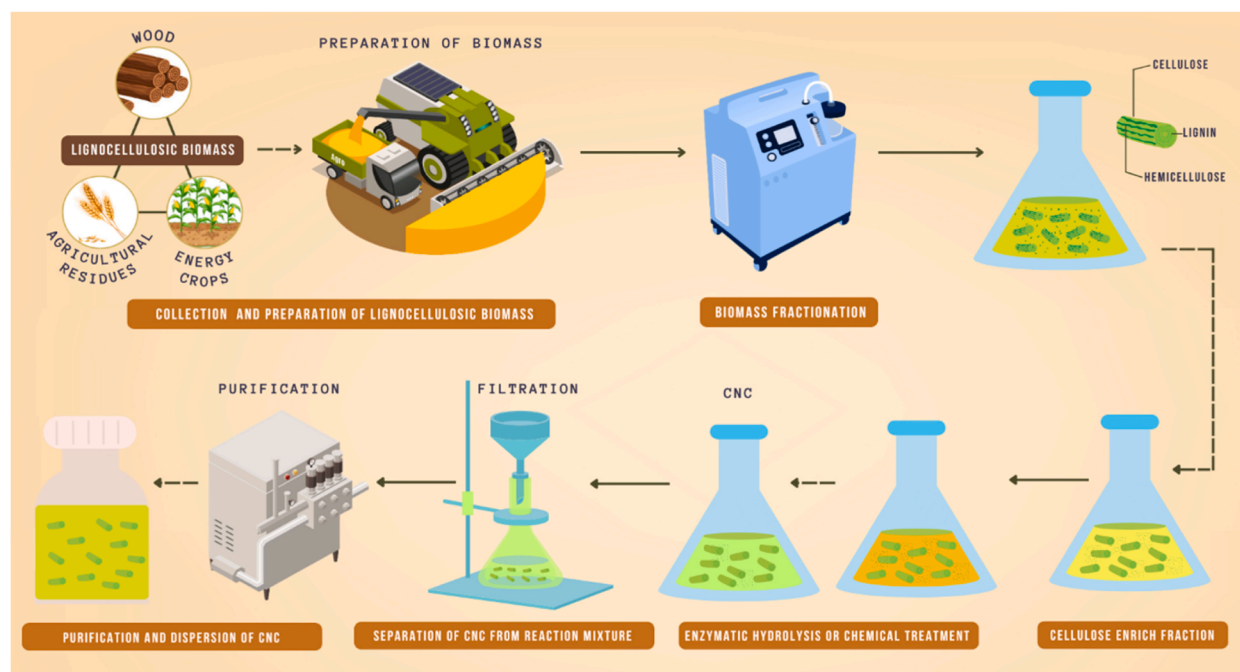 WOOD
PREPARATION OF BIOMASS
LIGNOCELLULOSIC BIOMASS
Agro
AGRICULTURAL
RESIDUES
ENERGY
CROPS
CELLULOSE
LIGNIN
HEMICELLULOSE
COLLECTION AND PREPARATION OF LIGNOCELLULOSIC BIOMASS
BIOMASS FRACTIONATION
PURIFICATION
FILTRATION
CNC
PURIFICATION AND DISPERSION OF CNC
SEPARATION OF CNC FROM REACTION MIXTURE
ENZYMATIC HYDROLYSIS OR CHEMICAL TREATMENT
CELLULOSE ENRICH FRACTION